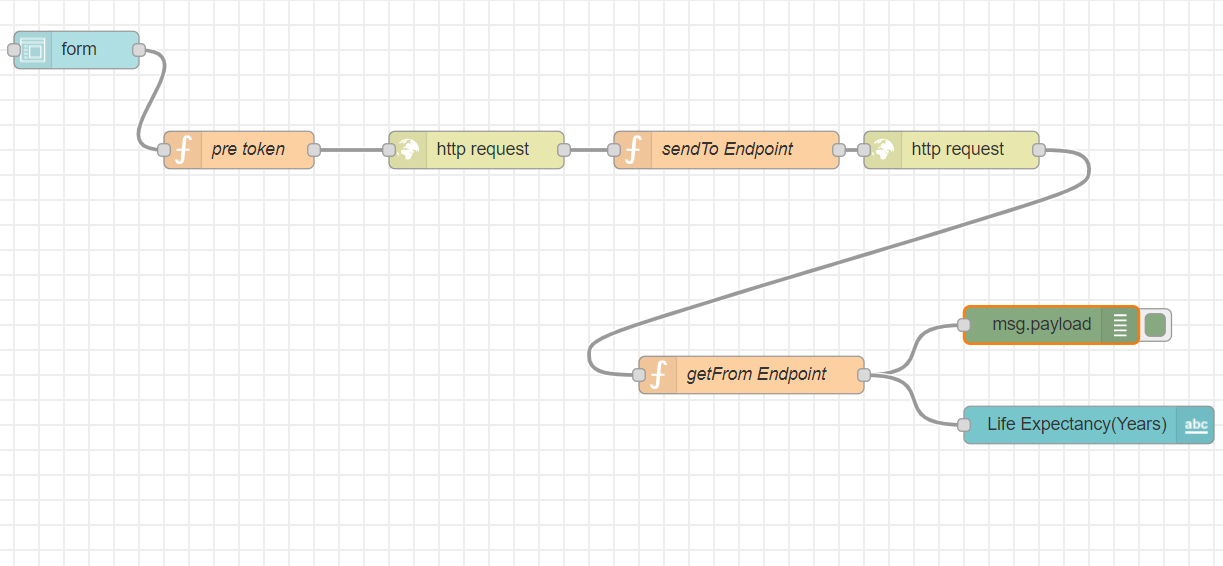 form
pre token
http request
sendTo Endpoint
http request
msg.payload
getFrom Endpoint
Life Expectancy(Years)
abc